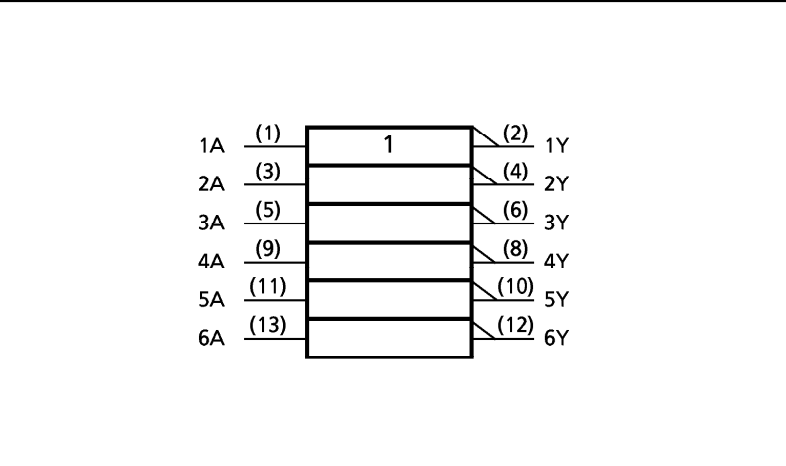 1A (1) 1 (2) 1Y
2A (3) (4) 2Y
3A (5) (6) 3Y
4A (9) (8) 4Y
5A (11) (10) 5Y
6A (13) (12) 6Y